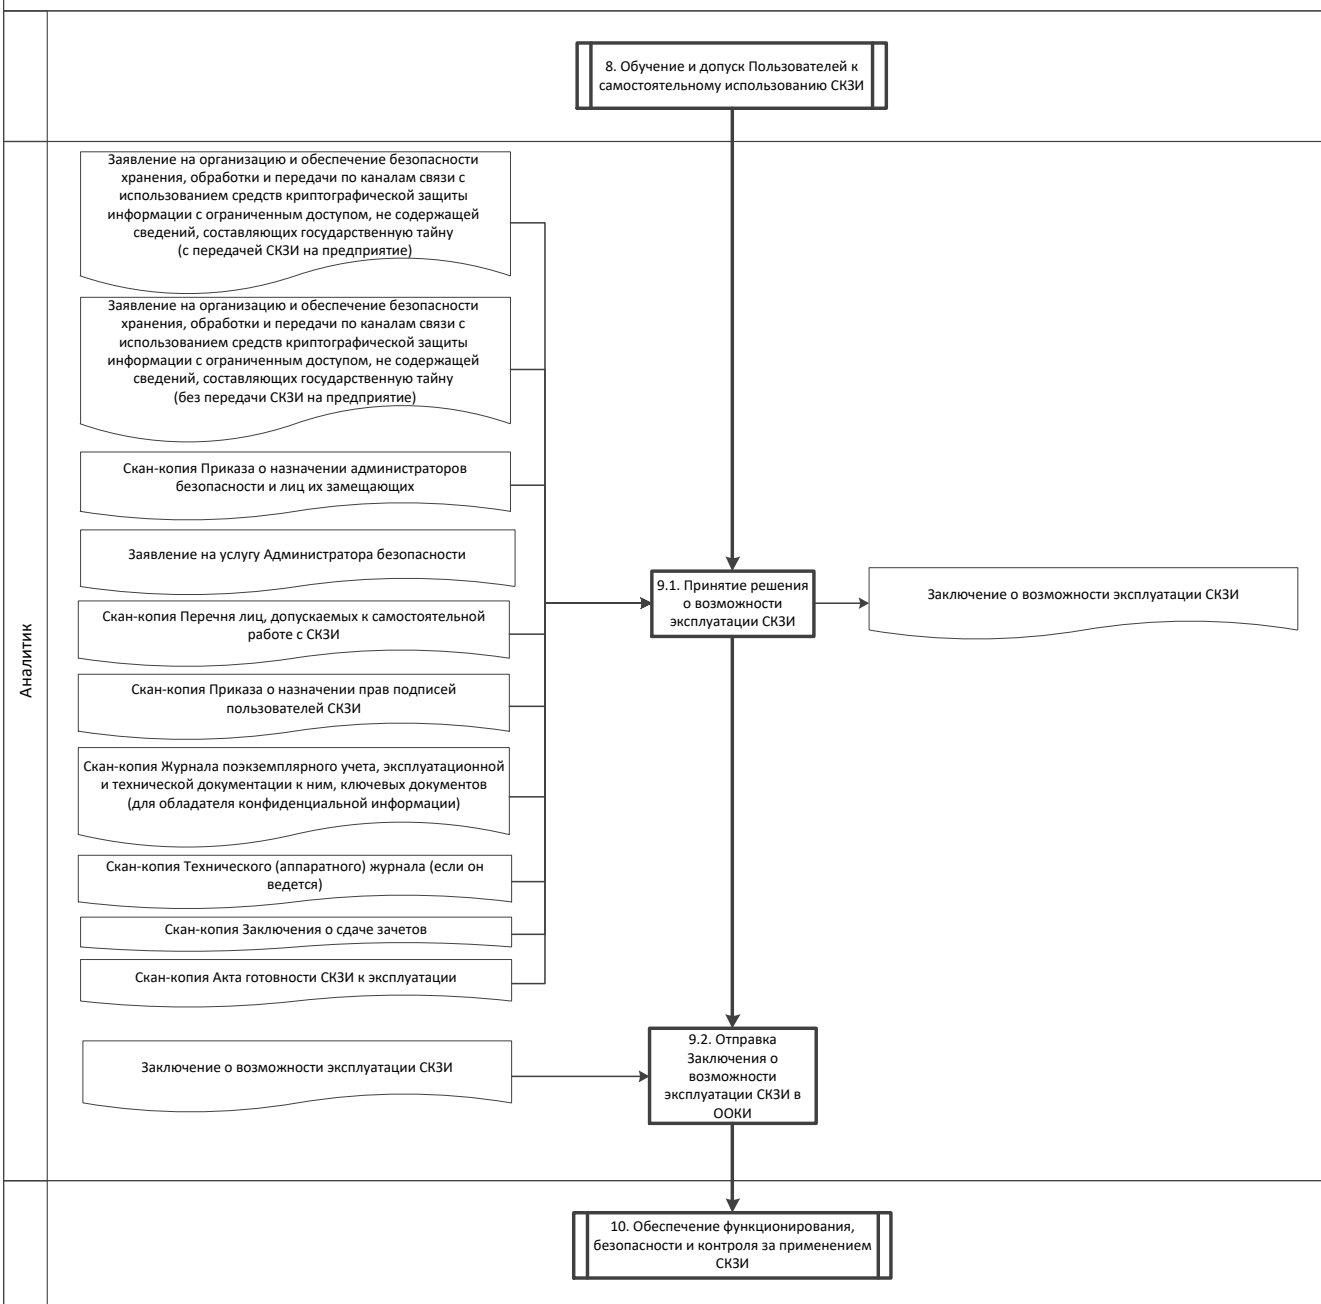 8. Обучение и допуск Пользователей к
самостоятельному использованию СКЗИ
Аналитик
Заявление на организацию и обеспечение безопасности
хранения, обработки и передачи по каналам связи с
использованием средств криптографической защиты
информации с ограниченным доступом, не содержащей
сведений, составляющих государственную тайну
(с передачей СКЗИ на предприятие)
Заявление на организацию и обеспечение безопасности
хранения, обработки и передачи по каналам связи с
использованием средств криптографической защиты
информации с ограниченным доступом, не содержащей
сведений, составляющих государственную тайну
(без передачи СКЗИ на предприятие)
Скан-копия Приказа о назначении администраторов
безопасности и лиц их замещающих
Заявление на услугу Администратора безопасности
Скан-копия Перечня лиц, допускаемых к самостоятельной
работе с СКЗИ
Скан-копия Приказа о назначении прав подписей
пользователей СКЗИ
Скан-копия Журнала поэкземплярного учета, эксплуатационной
и технической документации к ним, ключевых документов
(для обладателя конфиденциальной информации)
Скан-копия Технического (аппаратного) журнала (если он
ведется)
Скан-копия Заключения о сдаче зачетов
Скан-копия Акта готовности СКЗИ к эксплуатации
9.1. Принятие решения
о возможности
эксплуатации СКЗИ
Заключение о возможности эксплуатации СКЗИ
Заключение о возможности эксплуатации СКЗИ
9.2. Отправка
Заключения о
возможности
эксплуатации СКЗИ в
ООКИ
10. Обеспечение функционирования,
безопасности и контроля за применением
СКЗИ